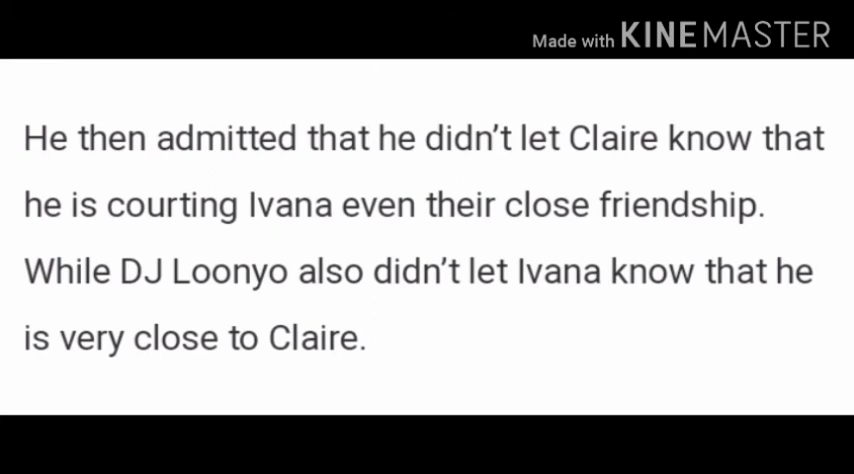 Made with KINEMASTER
He then admitted that he didn't let Claire know that
he is courting Ivana even their close friendship.
While DJ Loonyo also didn't let Ivana know that he
is very close to Claire.